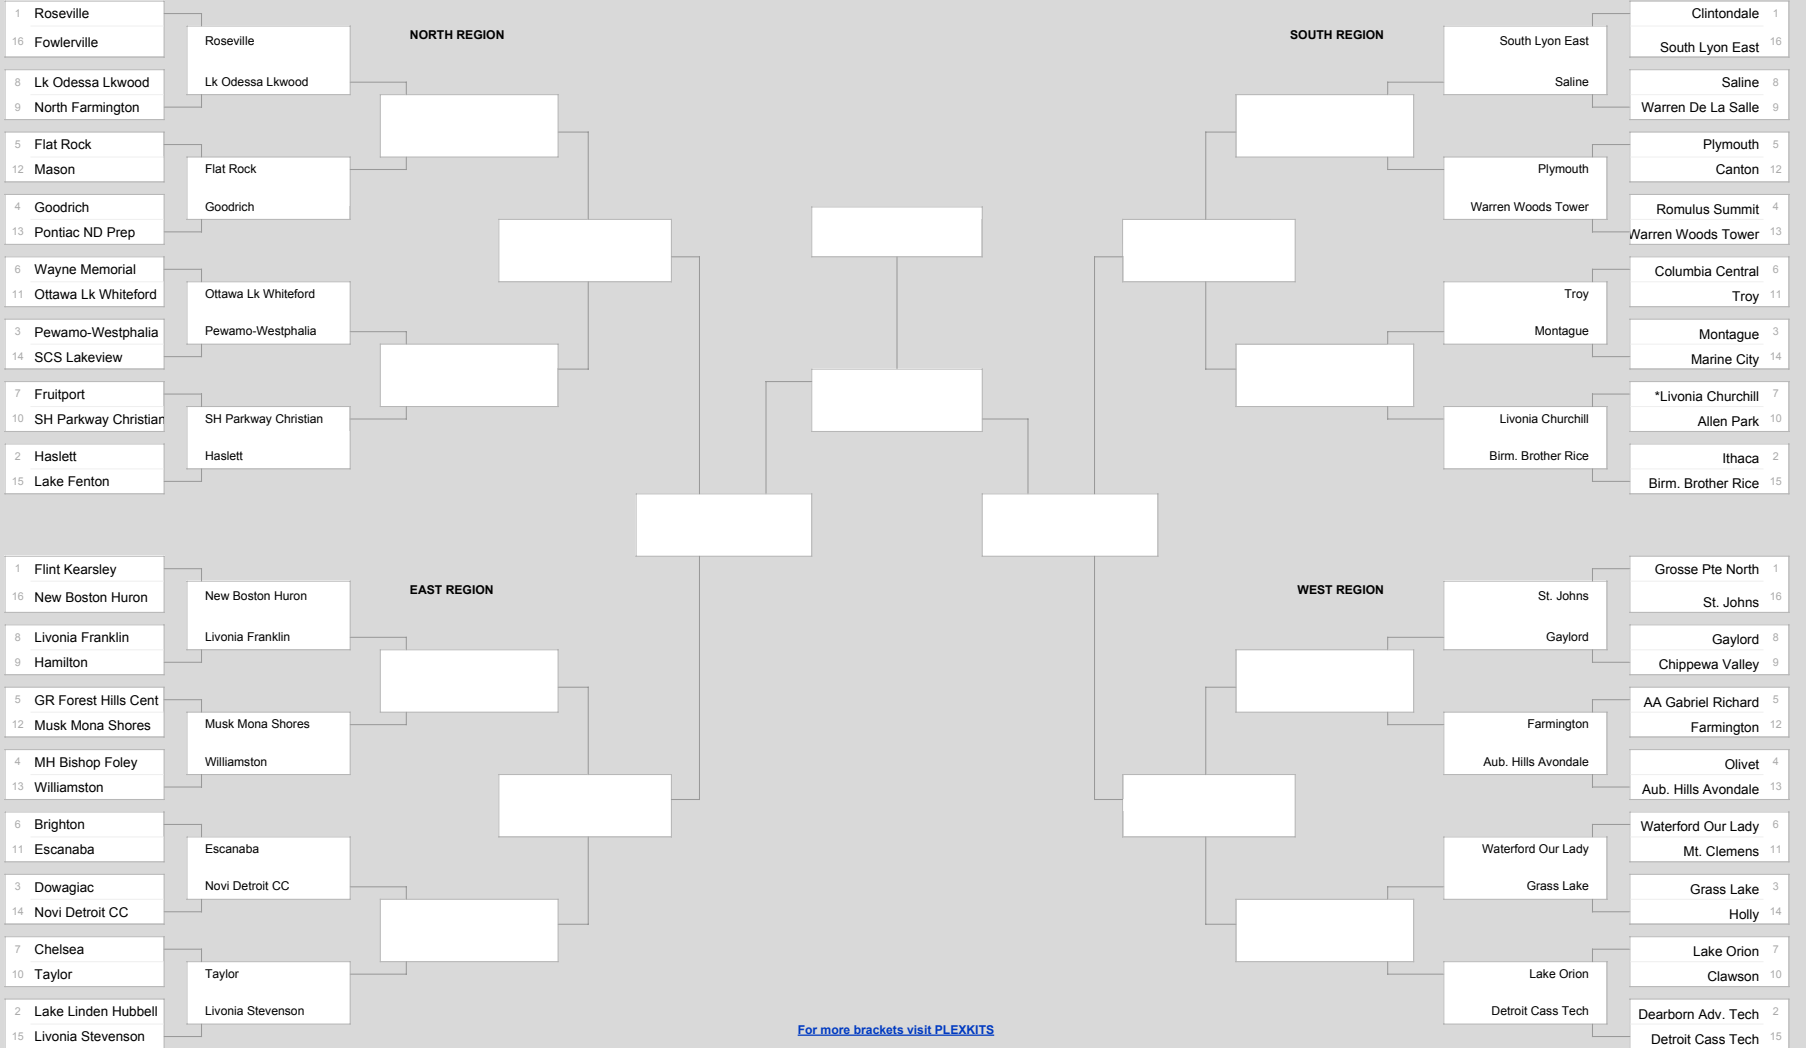 NORTH REGION
1 Roseville
16 Fowlerville
8 Lk Odessa Lkwood
9 North Farmington
5 Flat Rock
12 Mason
4 Goodrich
13 Pontiac ND Prep
6 Wayne Memorial
11 Ottawa Lk Whiteford
3 Pewamo-Westphalia
14 SCS Lakeview
7 Fruitport
10 SH Parkway Christian
2 Haslett
15 Lake Fenton
Roseville
Lk Odessa Lkwood
Flat Rock
Goodrich
Ottawa Lk Whiteford
Pewamo-Westphalia
SH Parkway Christian
Haslett
SOUTH REGION
South Lyon East
Saline
Plymouth
Warren Woods Tower
Troy
Montague
Livonia Churchill
Birm. Brother Rice
Clintondale 1
South Lyon East 16
Saline 8
Warren De La Salle 9
Plymouth 5
Canton 12
Romulus Summit 4
Warren Woods Tower 13
Columbia Central 6
Troy 11
Montague 3
Marine City 14
*Livonia Churchill 7
Allen Park 10
Ithaca 2
Birm. Brother Rice 15
EAST REGION
1 Flint Kearsley
16 New Boston Huron
8 Livonia Franklin
9 Hamilton
5 GR Forest Hills Cent
12 Musk Mona Shores
4 MH Bishop Foley
13 Williamston
6 Brighton
11 Escanaba
3 Dowagiac
14 Novi Detroit CC
7 Chelsea
10 Taylor
2 Lake Linden Hubbell
15 Livonia Stevenson
New Boston Huron
Livonia Franklin
Musk Mona Shores
Williamston
Escanaba
Novi Detroit CC
Taylor
Livonia Stevenson
WEST REGION
St. Johns
Gaylord
Farmington
Aub. Hills Avondale
Waterford Our Lady
Grass Lake
Lake Orion
Detroit Cass Tech
Grosse Pte North 1
St. Johns 16
Gaylord 8
Chippewa Valley 9
AA Gabriel Richard 5
Farmington 12
Olivet 4
Aub. Hills Avondale 13
Waterford Our Lady 6
Mt. Clemens 11
Grass Lake 3
Holly 14
Lake Orion 7
Clawson 10
Dearborn Adv. Tech 2
Detroit Cass Tech 15
For more brackets visit PLEXKITS